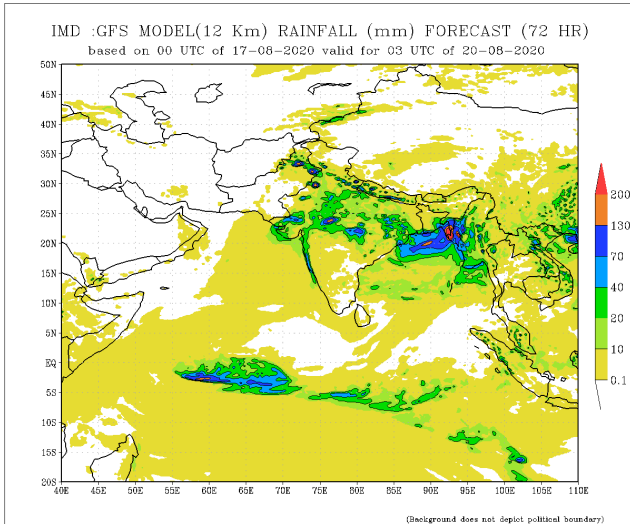 IMD :GFS MODEL(12 Km) RAINFALL (mm) FORECAST (72 HR)
based on 00 UTC of 17-08-2020 valid for 03 UTC of 20-08-2020
50N
45N
40N
35N
30N
25N
20N
15N
10N
5N
EQ
5S
10S
15S
20S
40E 45E 50E 55E 60E 65E 70E 75E 80E 85E 90E 95E 100E 105E 110E
200
130
70
40
20
10
0.1
(Background does not depict political boundary)